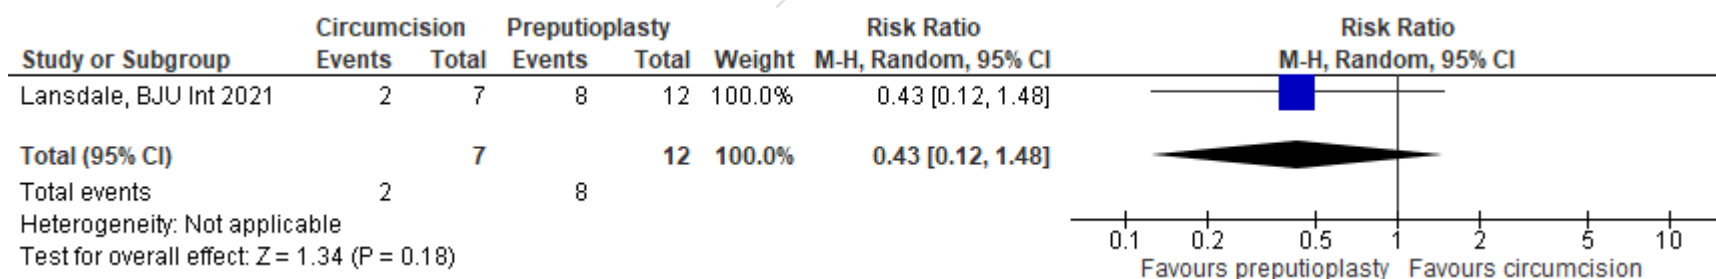 Circumcision Preputioplasty Risk Ratio Risk Ratio
Study or Subgroup Events Total Events Total Weight M-H, Random, 95% CI M-H, Random, 95% CI
Lansdale, BJU Int 2021 2 7 8 12 100.0% 0.43 [0.12, 1.48]
Total (95% CI) 7 12 100.0% 0.43 [0.12, 1.48]
Total events 2 8
Heterogeneity: Not applicable
Test for overall effect: Z = 1.34 (P = 0.18)
0.1 0.2 0.5 1 2 5 10
Favours preputioplasty Favours circumcision